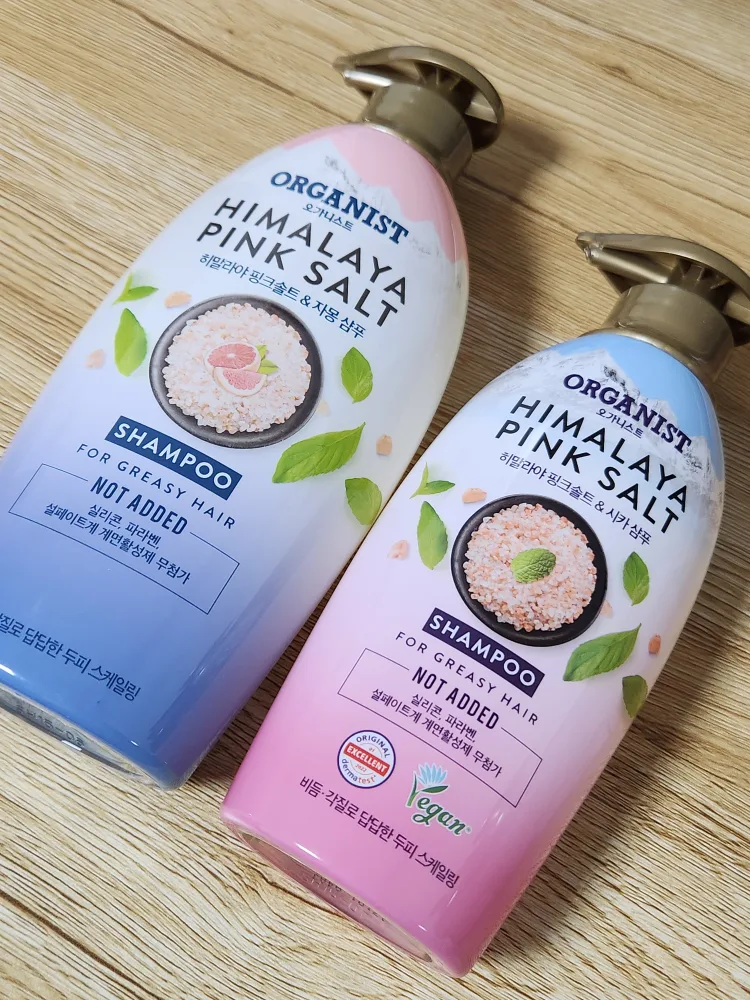 ORGANIST
오가니스트
HIMALAYA
PINK SALT
히말라야 핑크솔트 & 자몽 샴푸
SHAMPOO
FOR GREASY HAIR
NOT ADDED
실리콘, 파라벤,
설페이트계 계면활성제 무첨가
각질로 답답한 두피 스케일링
ORGANIST
오가니스트
HIMALAYA
PINK SALT
히말라야 핑크솔트 & 시카 샴푸
SHAMPOO
FOR GREASY HAIR
NOT ADDED
실리콘, 파라벤,
설페이트계 계면활성제 무첨가
ORIGINAL
EXCELLENT
dermatest
Vegan
비듬·각질로 답답한 두피 스케일링